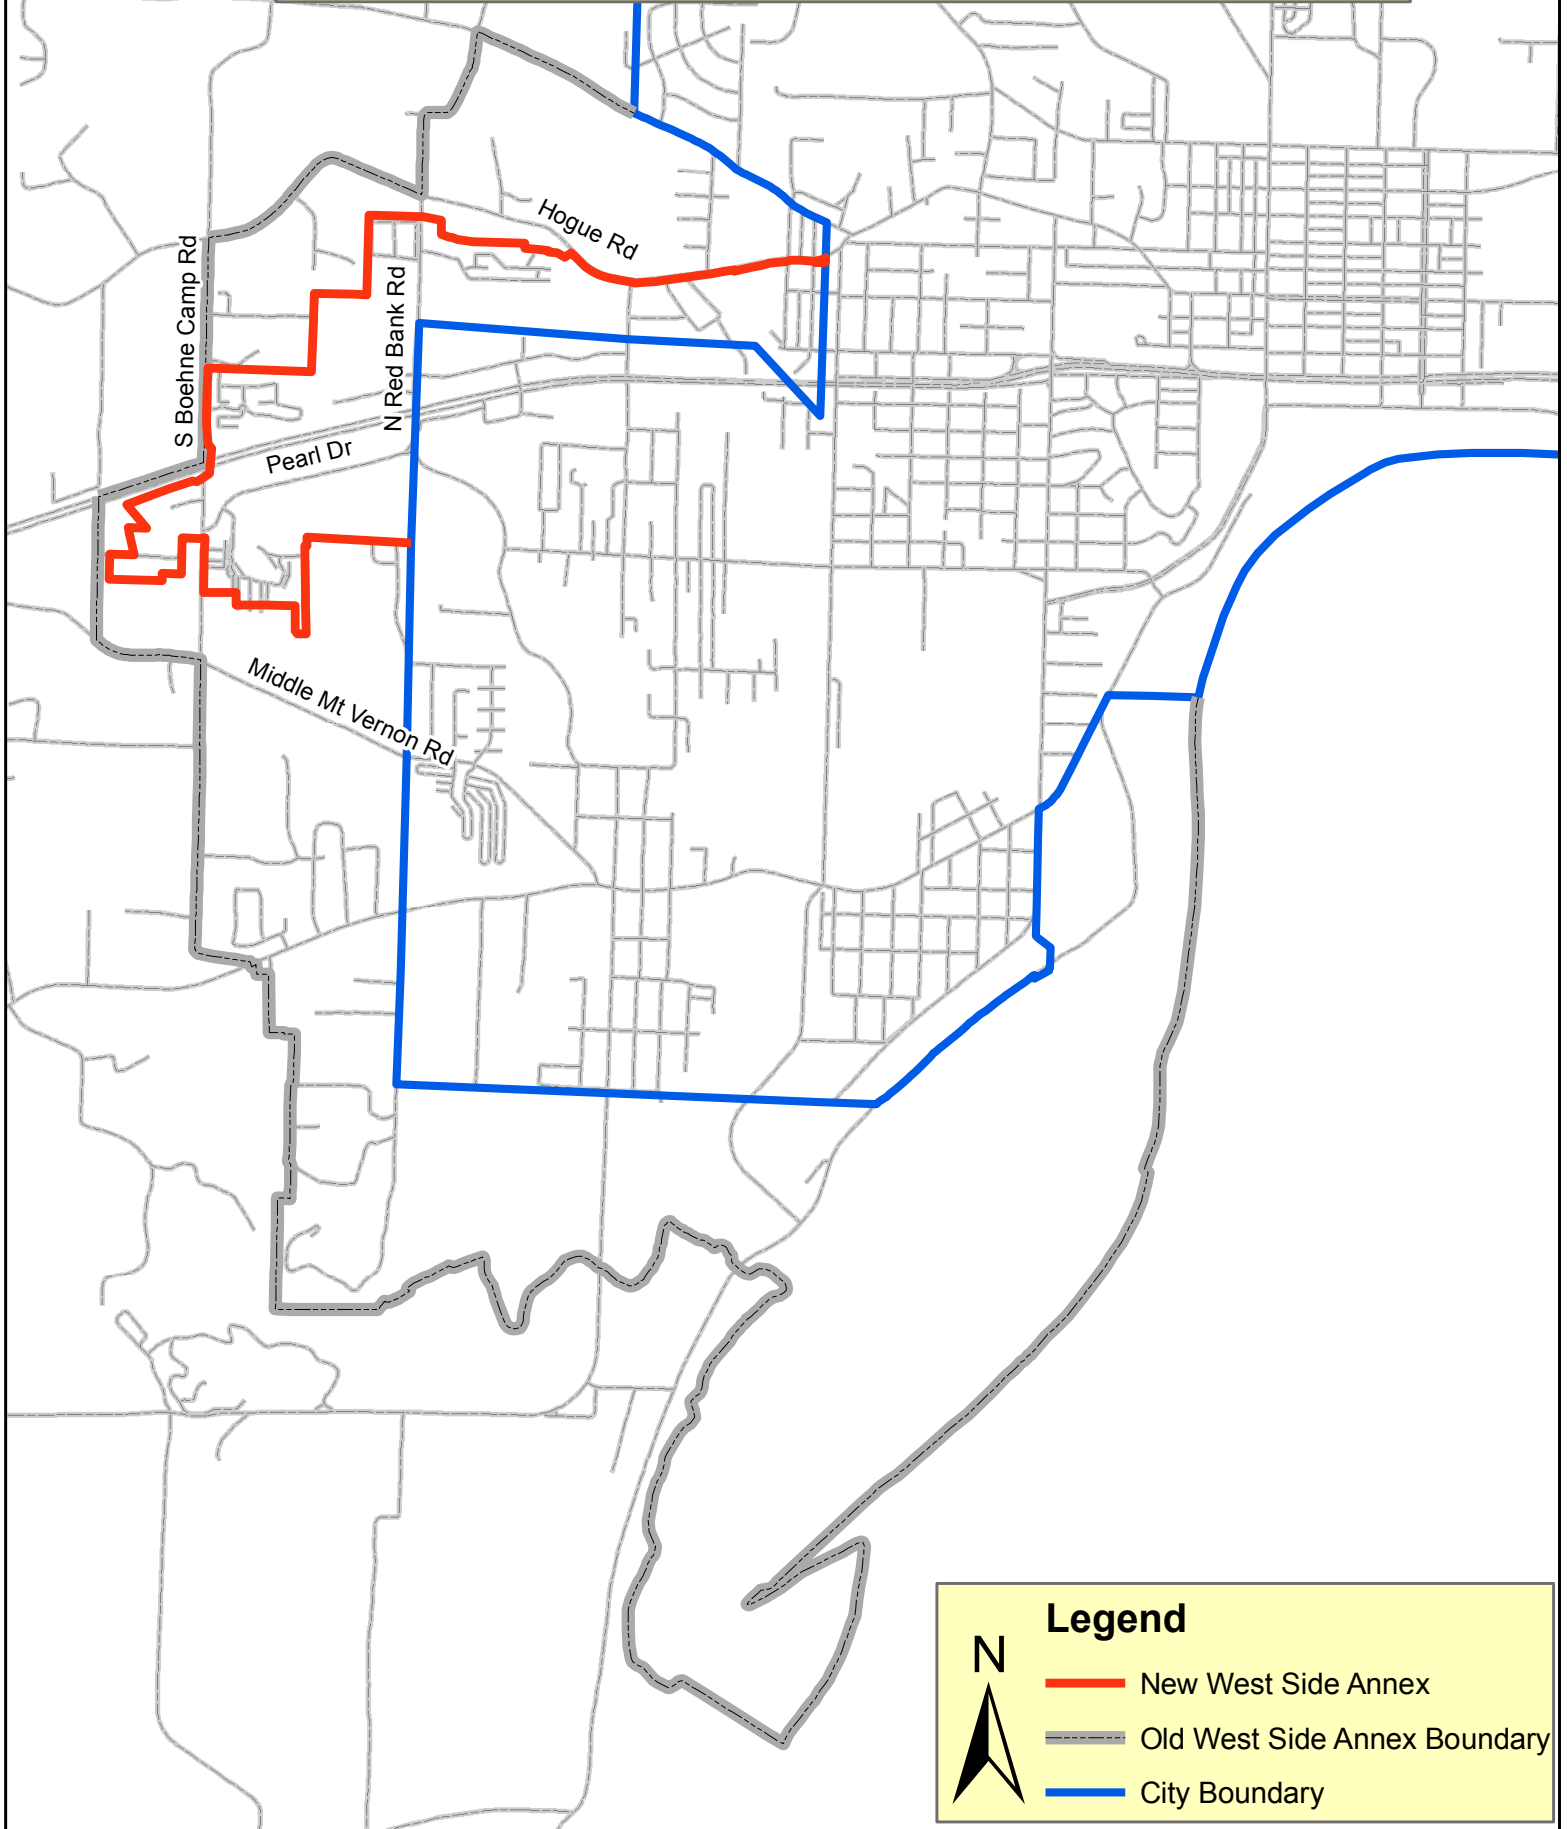 Hogue Rd
S Boehne Camp Rd
N Red Bank Rd
Pearl Dr
Middle Mt Vernon Rd
Legend
N
New West Side Annex
Old West Side Annex Boundary
City Boundary